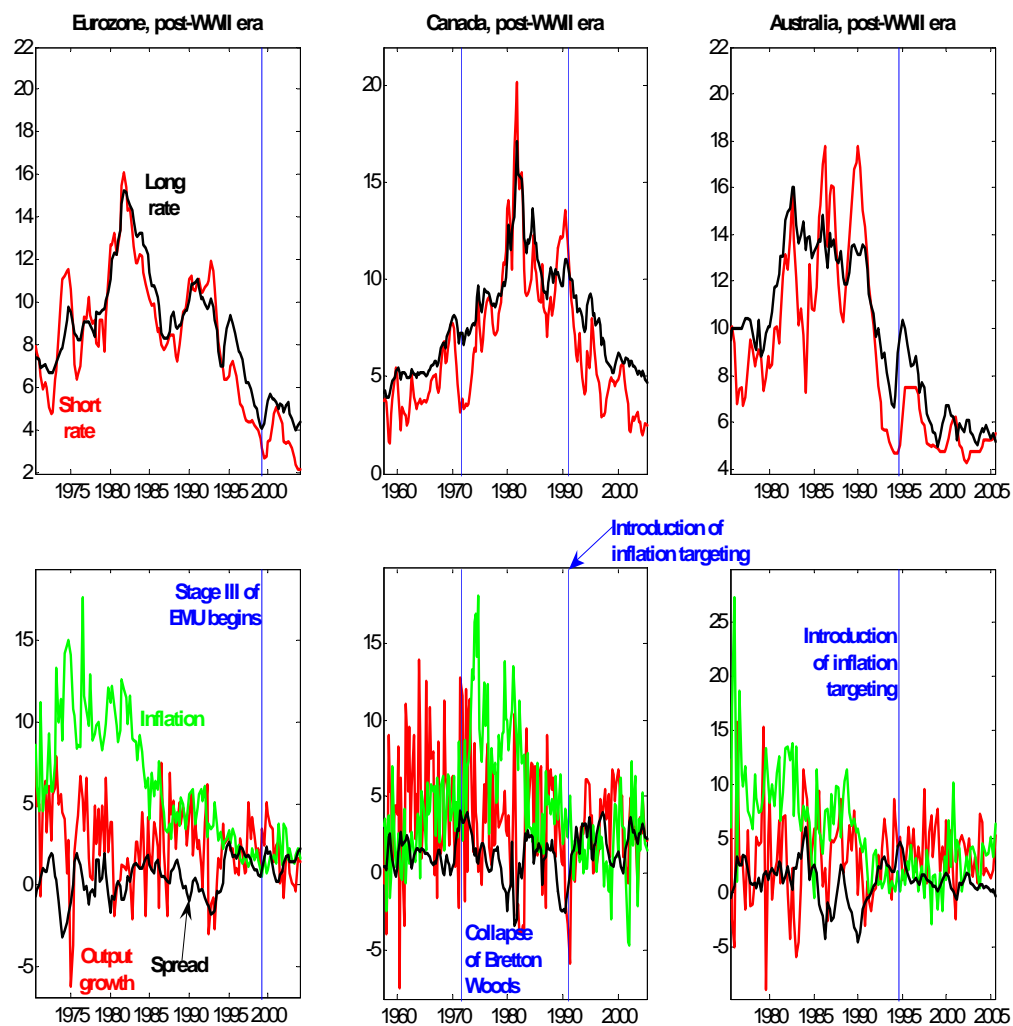 Eurozone, post-WWII era
Canada, post-WWII era
Australia, post-WWII era
22
20
18
16
14
12
10
8
6
4
2
Long
rate
Short
rate
1975 1980 1985 1990 1995 2000
20
15
10
5
0
1960 1970 1980 1990 2000
22
20
18
16
14
12
10
8
6
4
1980 1985 1990 1995 2000 2005
Introduction of
inflation targeting
15
10
5
0
-5
Stage III of
EMU begins
Inflation
Output
growth
Spread
1975 1980 1985 1990 1995 2000
15
10
5
0
-5
Collapse
of Bretton
Woods
1960 1970 1980 1990 2000
25
20
15
10
5
0
-5
Introduction
of inflation
targeting
1980 1985 1990 1995 2000 2005